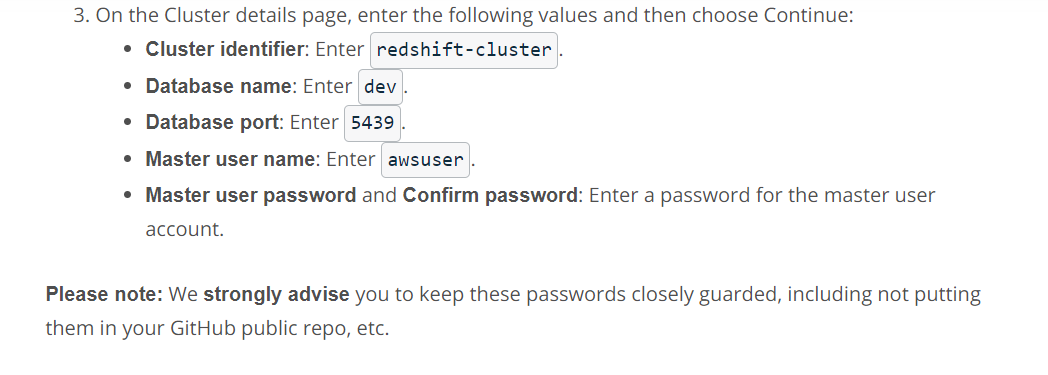 3. On the Cluster details page, enter the following values and then choose Continue:
• Cluster identifier: Enter redshift-cluster.
• Database name: Enter dev.
• Database port: Enter 5439.
• Master user name: Enter awsuser.
• Master user password and Confirm password: Enter a password for the master user
account.
Please note: We strongly advise you to keep these passwords closely guarded, including not putting
them in your GitHub public repo, etc.